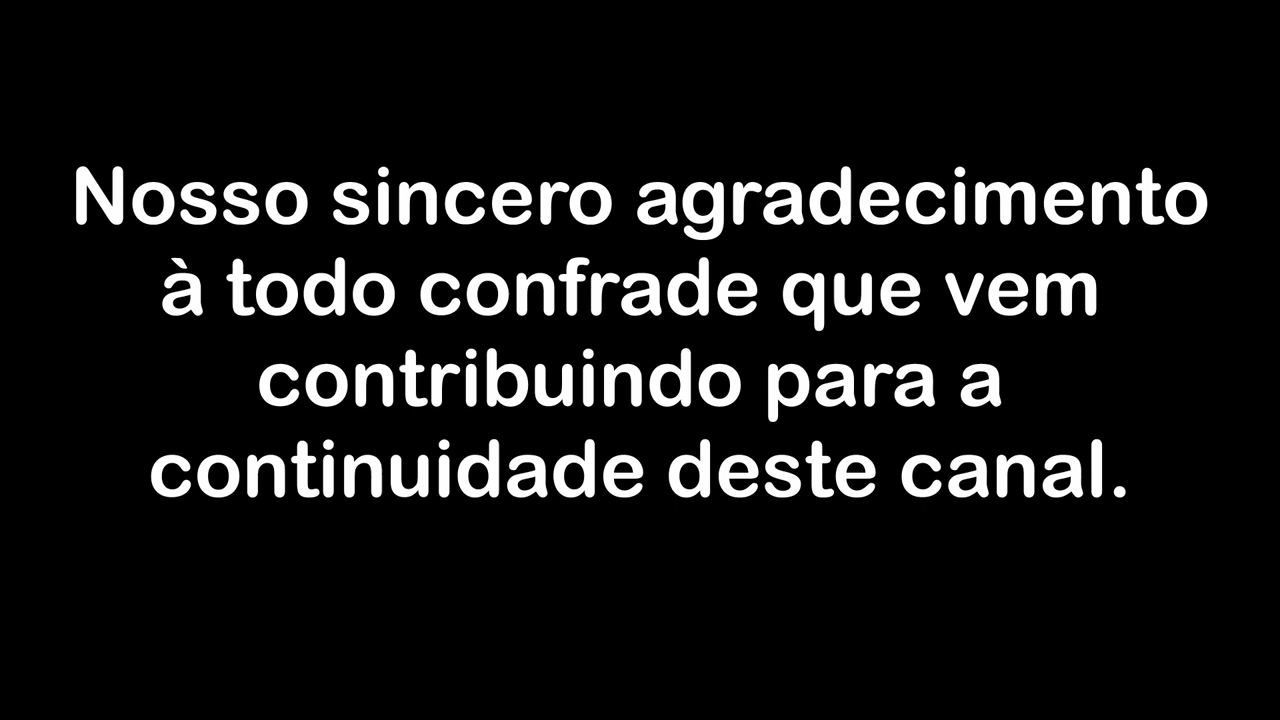 Nosso sincero agradecimento
à todo confrade que vem
contribuindo para a
continuidade deste canal.